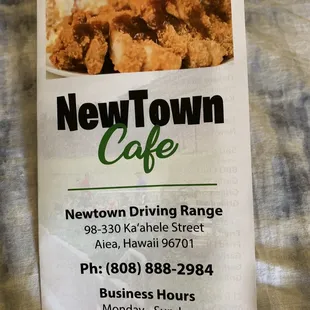 NewTown
Cafe
Newtown Driving Range
98-330 Ka'ahele Street
Aiea, Hawaii 96701
Ph: (808) 888-2984
Business Hours
Monday